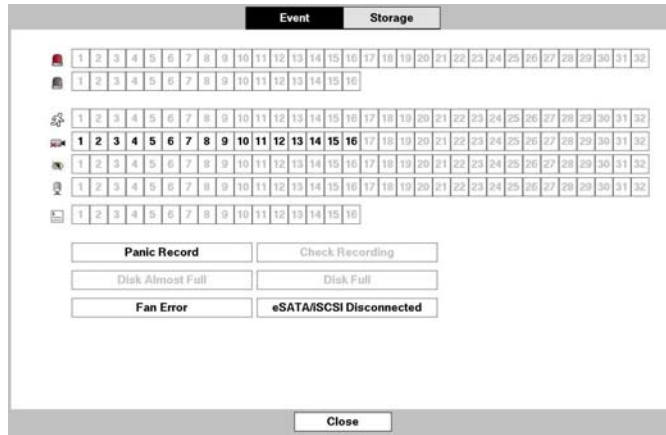 Event Storage
1 2 3 4 5 6 7 8 9 10 11 12 13 14 15 16 17 18 19 20 21 22 23 24 25 26 27 28 29 30 31 32
1 2 3 4 5 6 7 8 9 10 11 12 13 14 15 16
1 2 3 4 5 6 7 8 9 10 11 12 13 14 15 16 17 18 19 20 21 22 23 24 25 26 27 28 29 30 31 32
1 2 3 4 5 6 7 8 9 10 11 12 13 14 15 16 17 18 19 20 21 22 23 24 25 26 27 28 29 30 31 32
1 2 3 4 5 6 7 8 9 10 11 12 13 14 15 16 17 18 19 20 21 22 23 24 25 26 27 28 29 30 31 32
1 2 3 4 5 6 7 8 9 10 11 12 13 14 15 16 17 18 19 20 21 22 23 24 25 26 27 28 29 30 31 32
1 2 3 4 5 6 7 8 9 10 11 12 13 14 15 16
Panic Record Check Recording
Disk Almost Full Disk Full
Fan Error eSATA/iSCSI Disconnected
Close